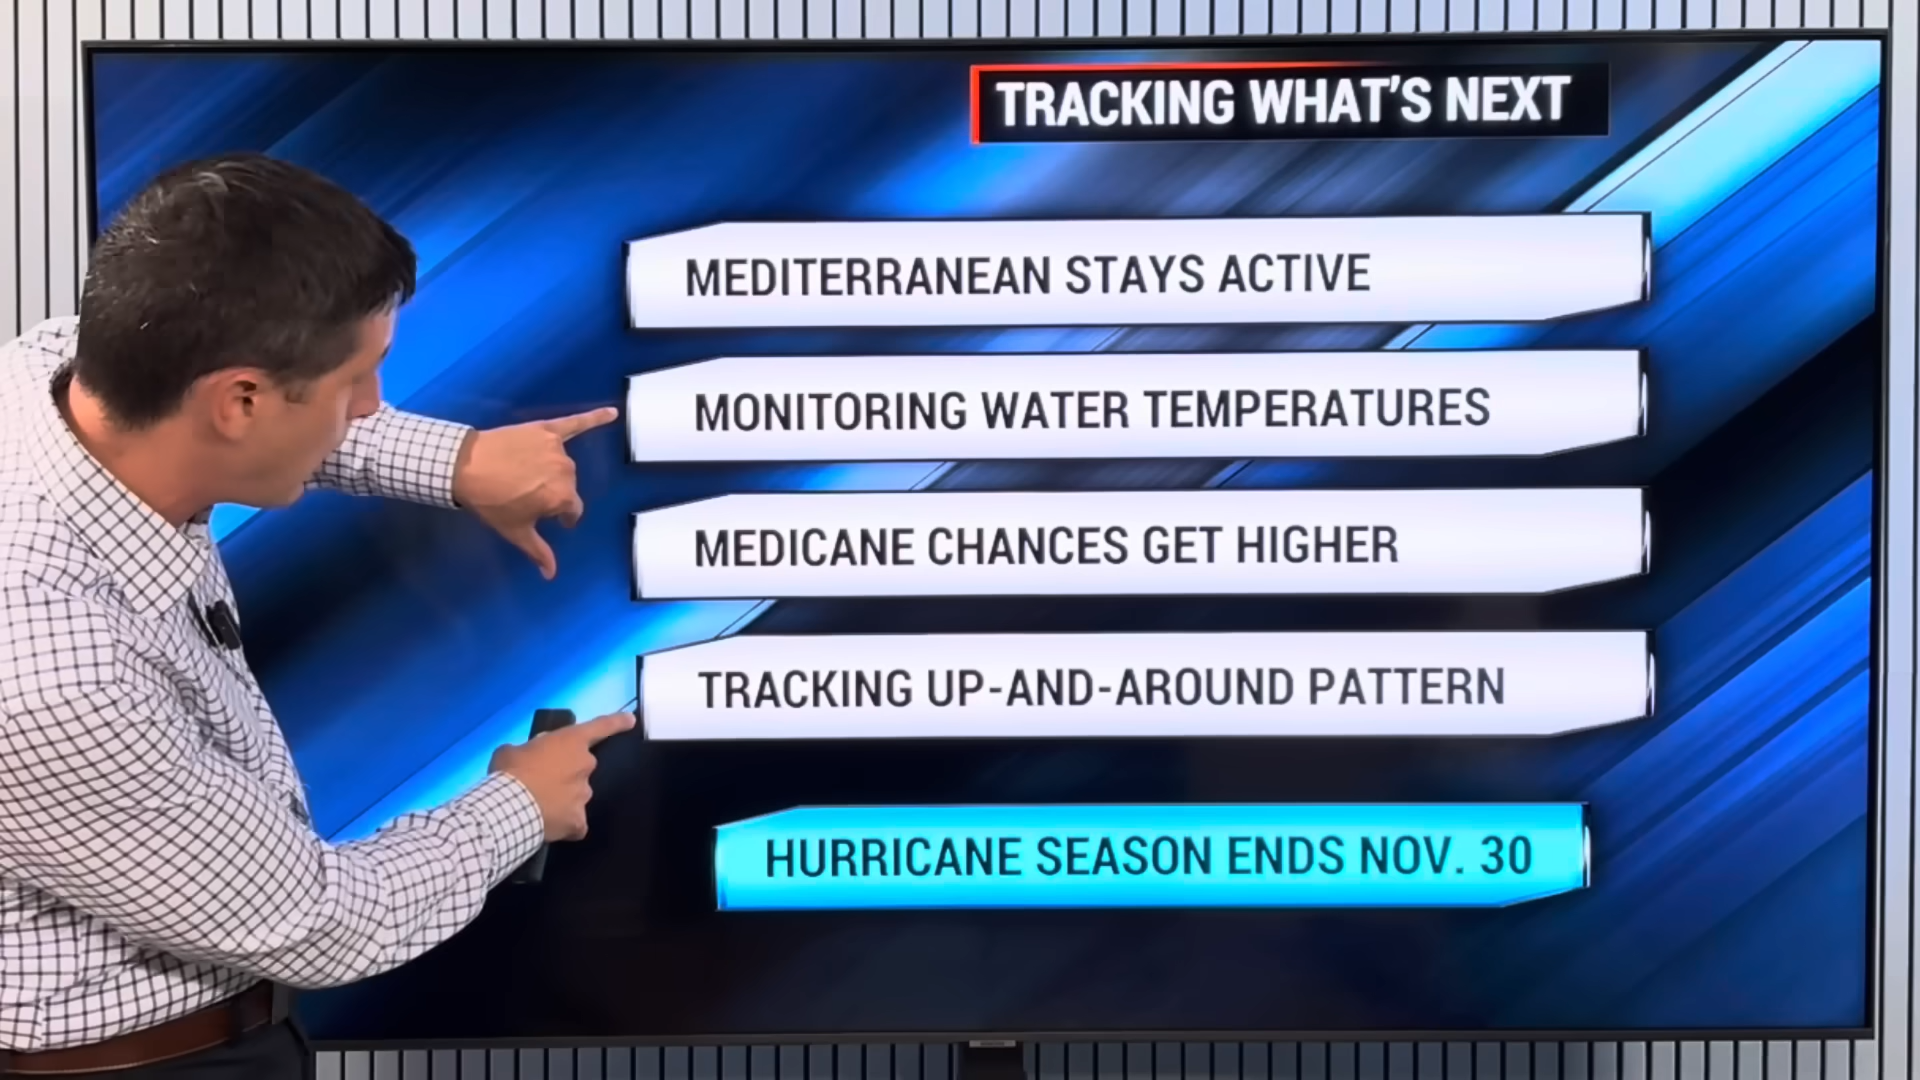 TRACKING WHAT'S NEXT
MEDITERRANEAN STAYS ACTIVE
MONITORING WATER TEMPERATURES
MEDICANE CHANCES GET HIGHER
TRACKING UP-AND-AROUND PATTERN
HURRICANE SEASON ENDS NOV. 30